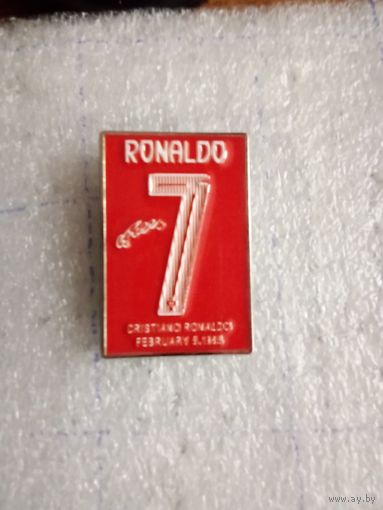 RONALDO
7
CRISTIANO RONALDO
FEBRUARY 5.1985
www.ay.by